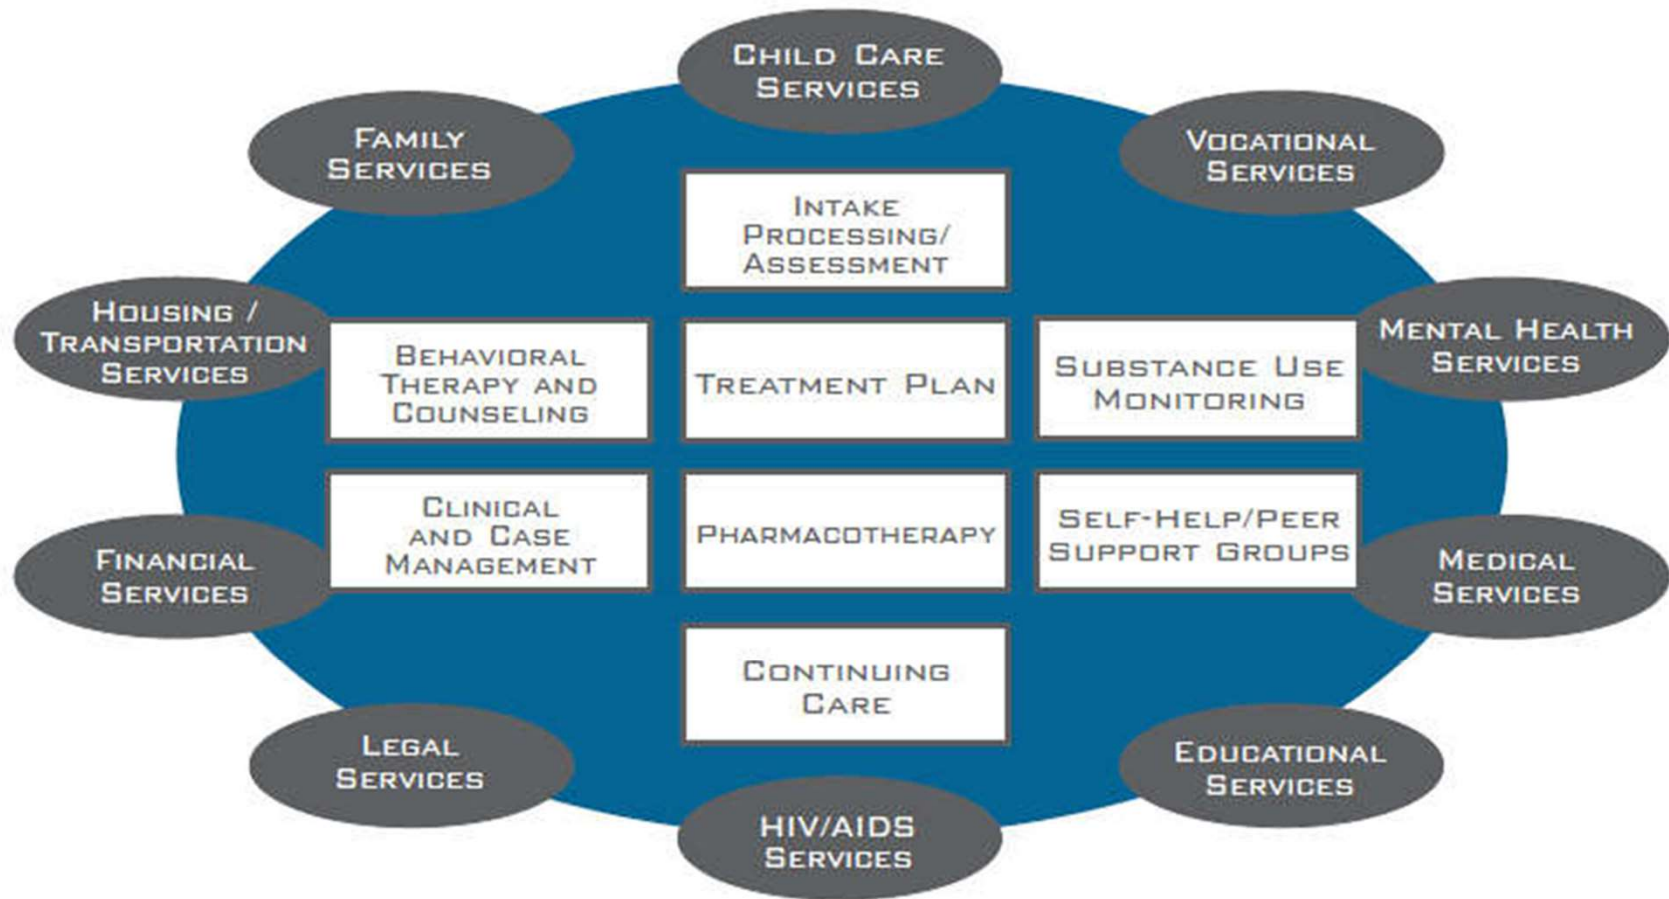 Child Care
Services
Family
Services
Vocational
Services
Intake
Processing/
Assessment
Housing /
Transportation
Services
Behavioral
Therapy and
Counseling
Treatment Plan
Substance Use
Monitoring
Mental Health
Services
Financial
Services
Clinical
and Case
Management
Pharmacotherapy
Self-Help/Peer
Support Groups
Medical
Services
Continuing
Care
Legal
Services
HIV/AIDS
Services
Educational
Services